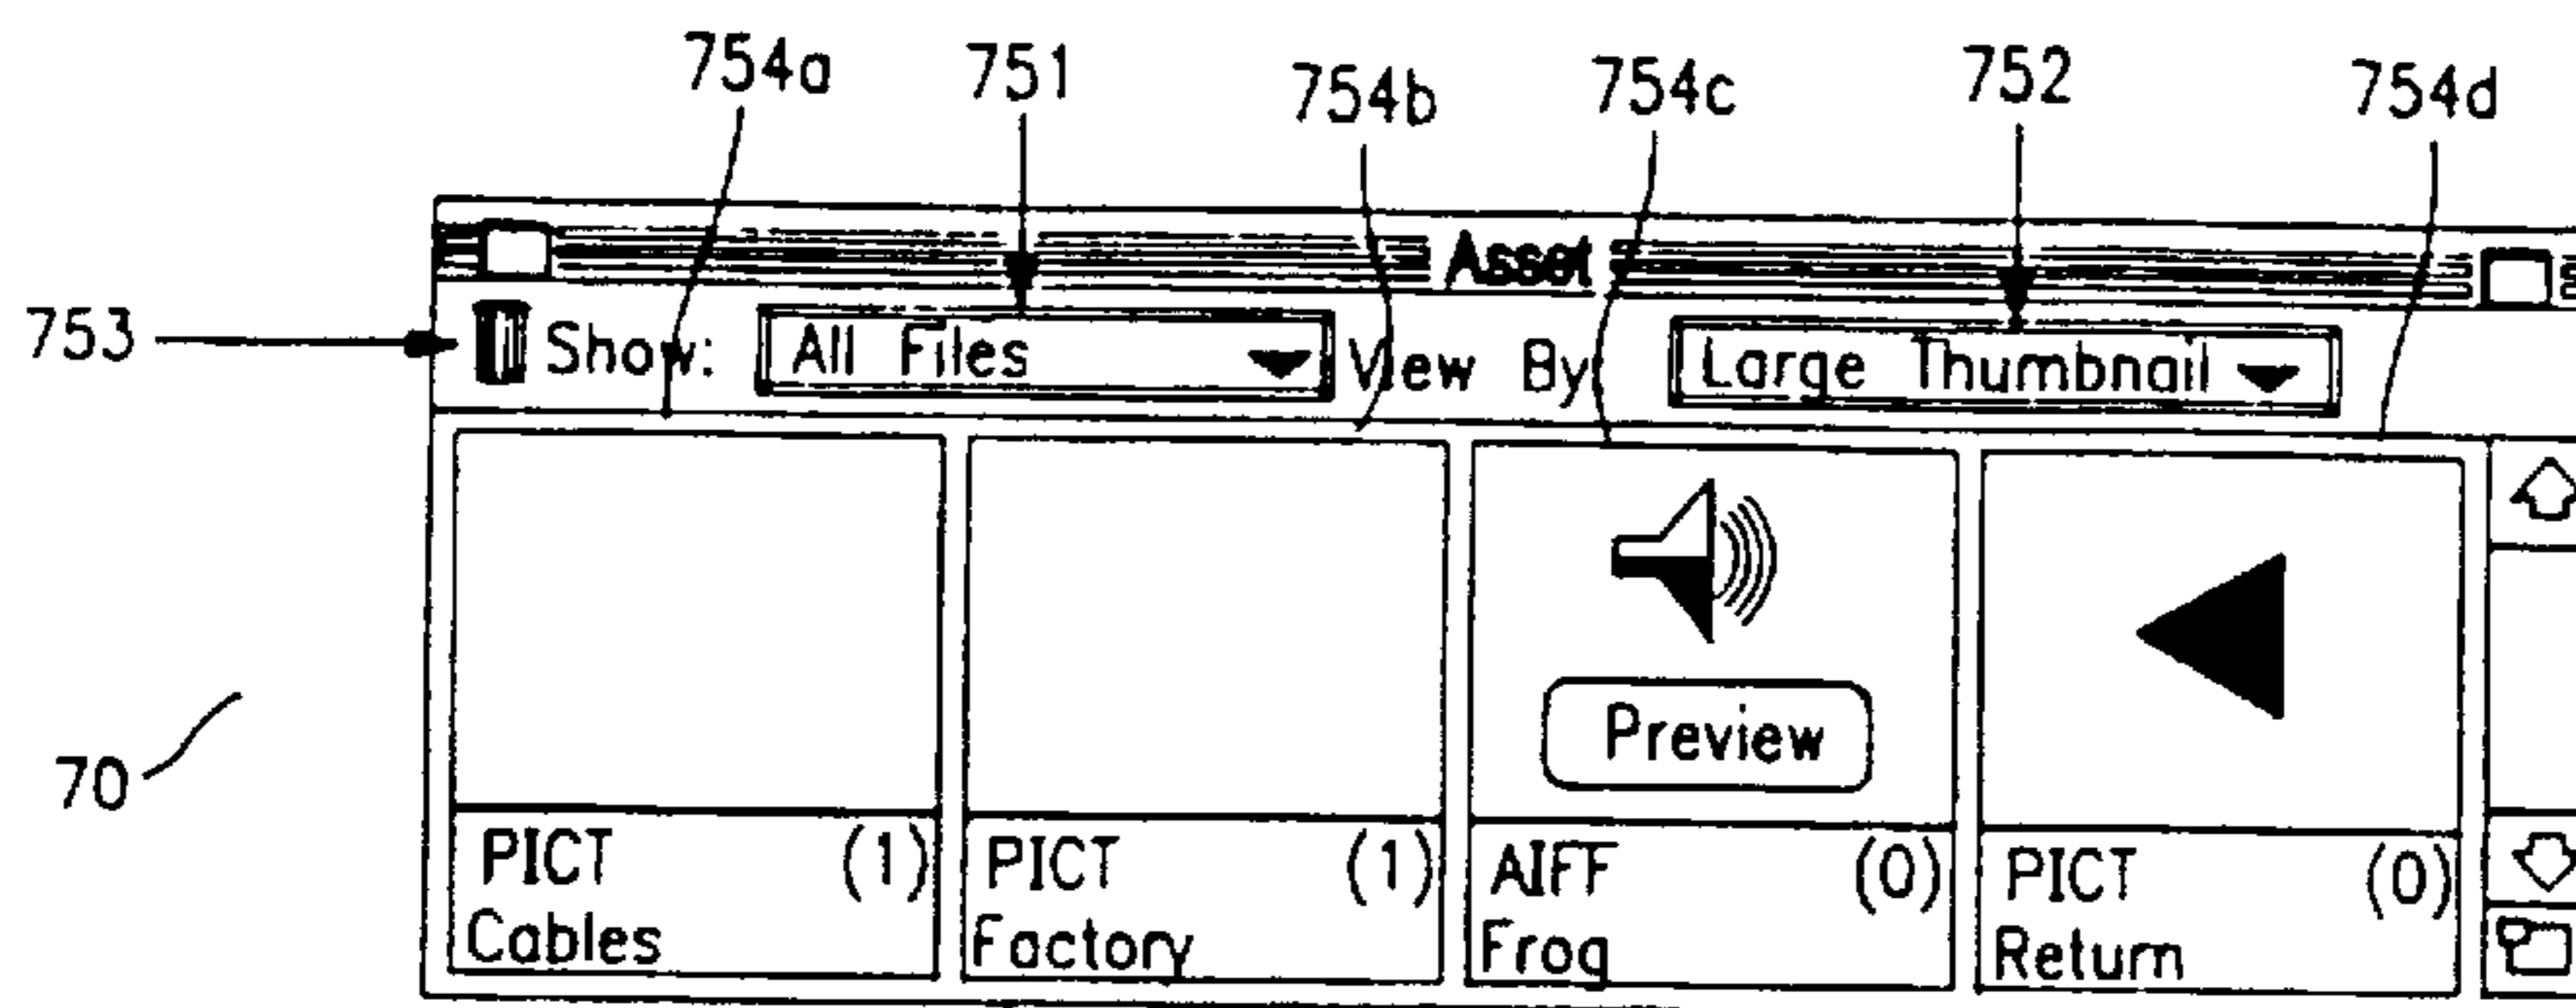 754a 751 754b 754c 752 754d
Asset
753 Show: All Files View By Large Thumbnail
Preview
70
PICT (1) PICT (1) AIFF (0) PICT (0)
Cables Factory Frog Return